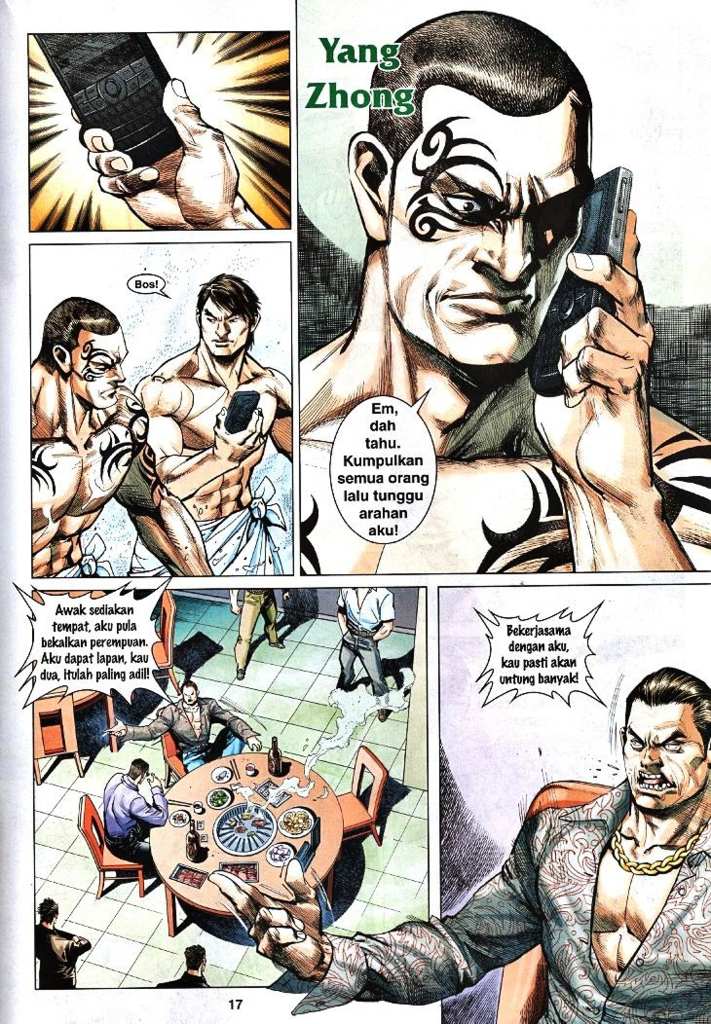 Yang
Zhong
Bos!
Em,
dah
tahu.
Kumpulkan
semua orang
lalu tunggu
arahan
aku!
Awak sediakan
tempat, aku pula
bekalkan perempuan.
Aku dapat lapan, kau
dua, itulah paling adil!
Bekerjasama
dengan aku,
kau pasti akan
untung banyak!
17